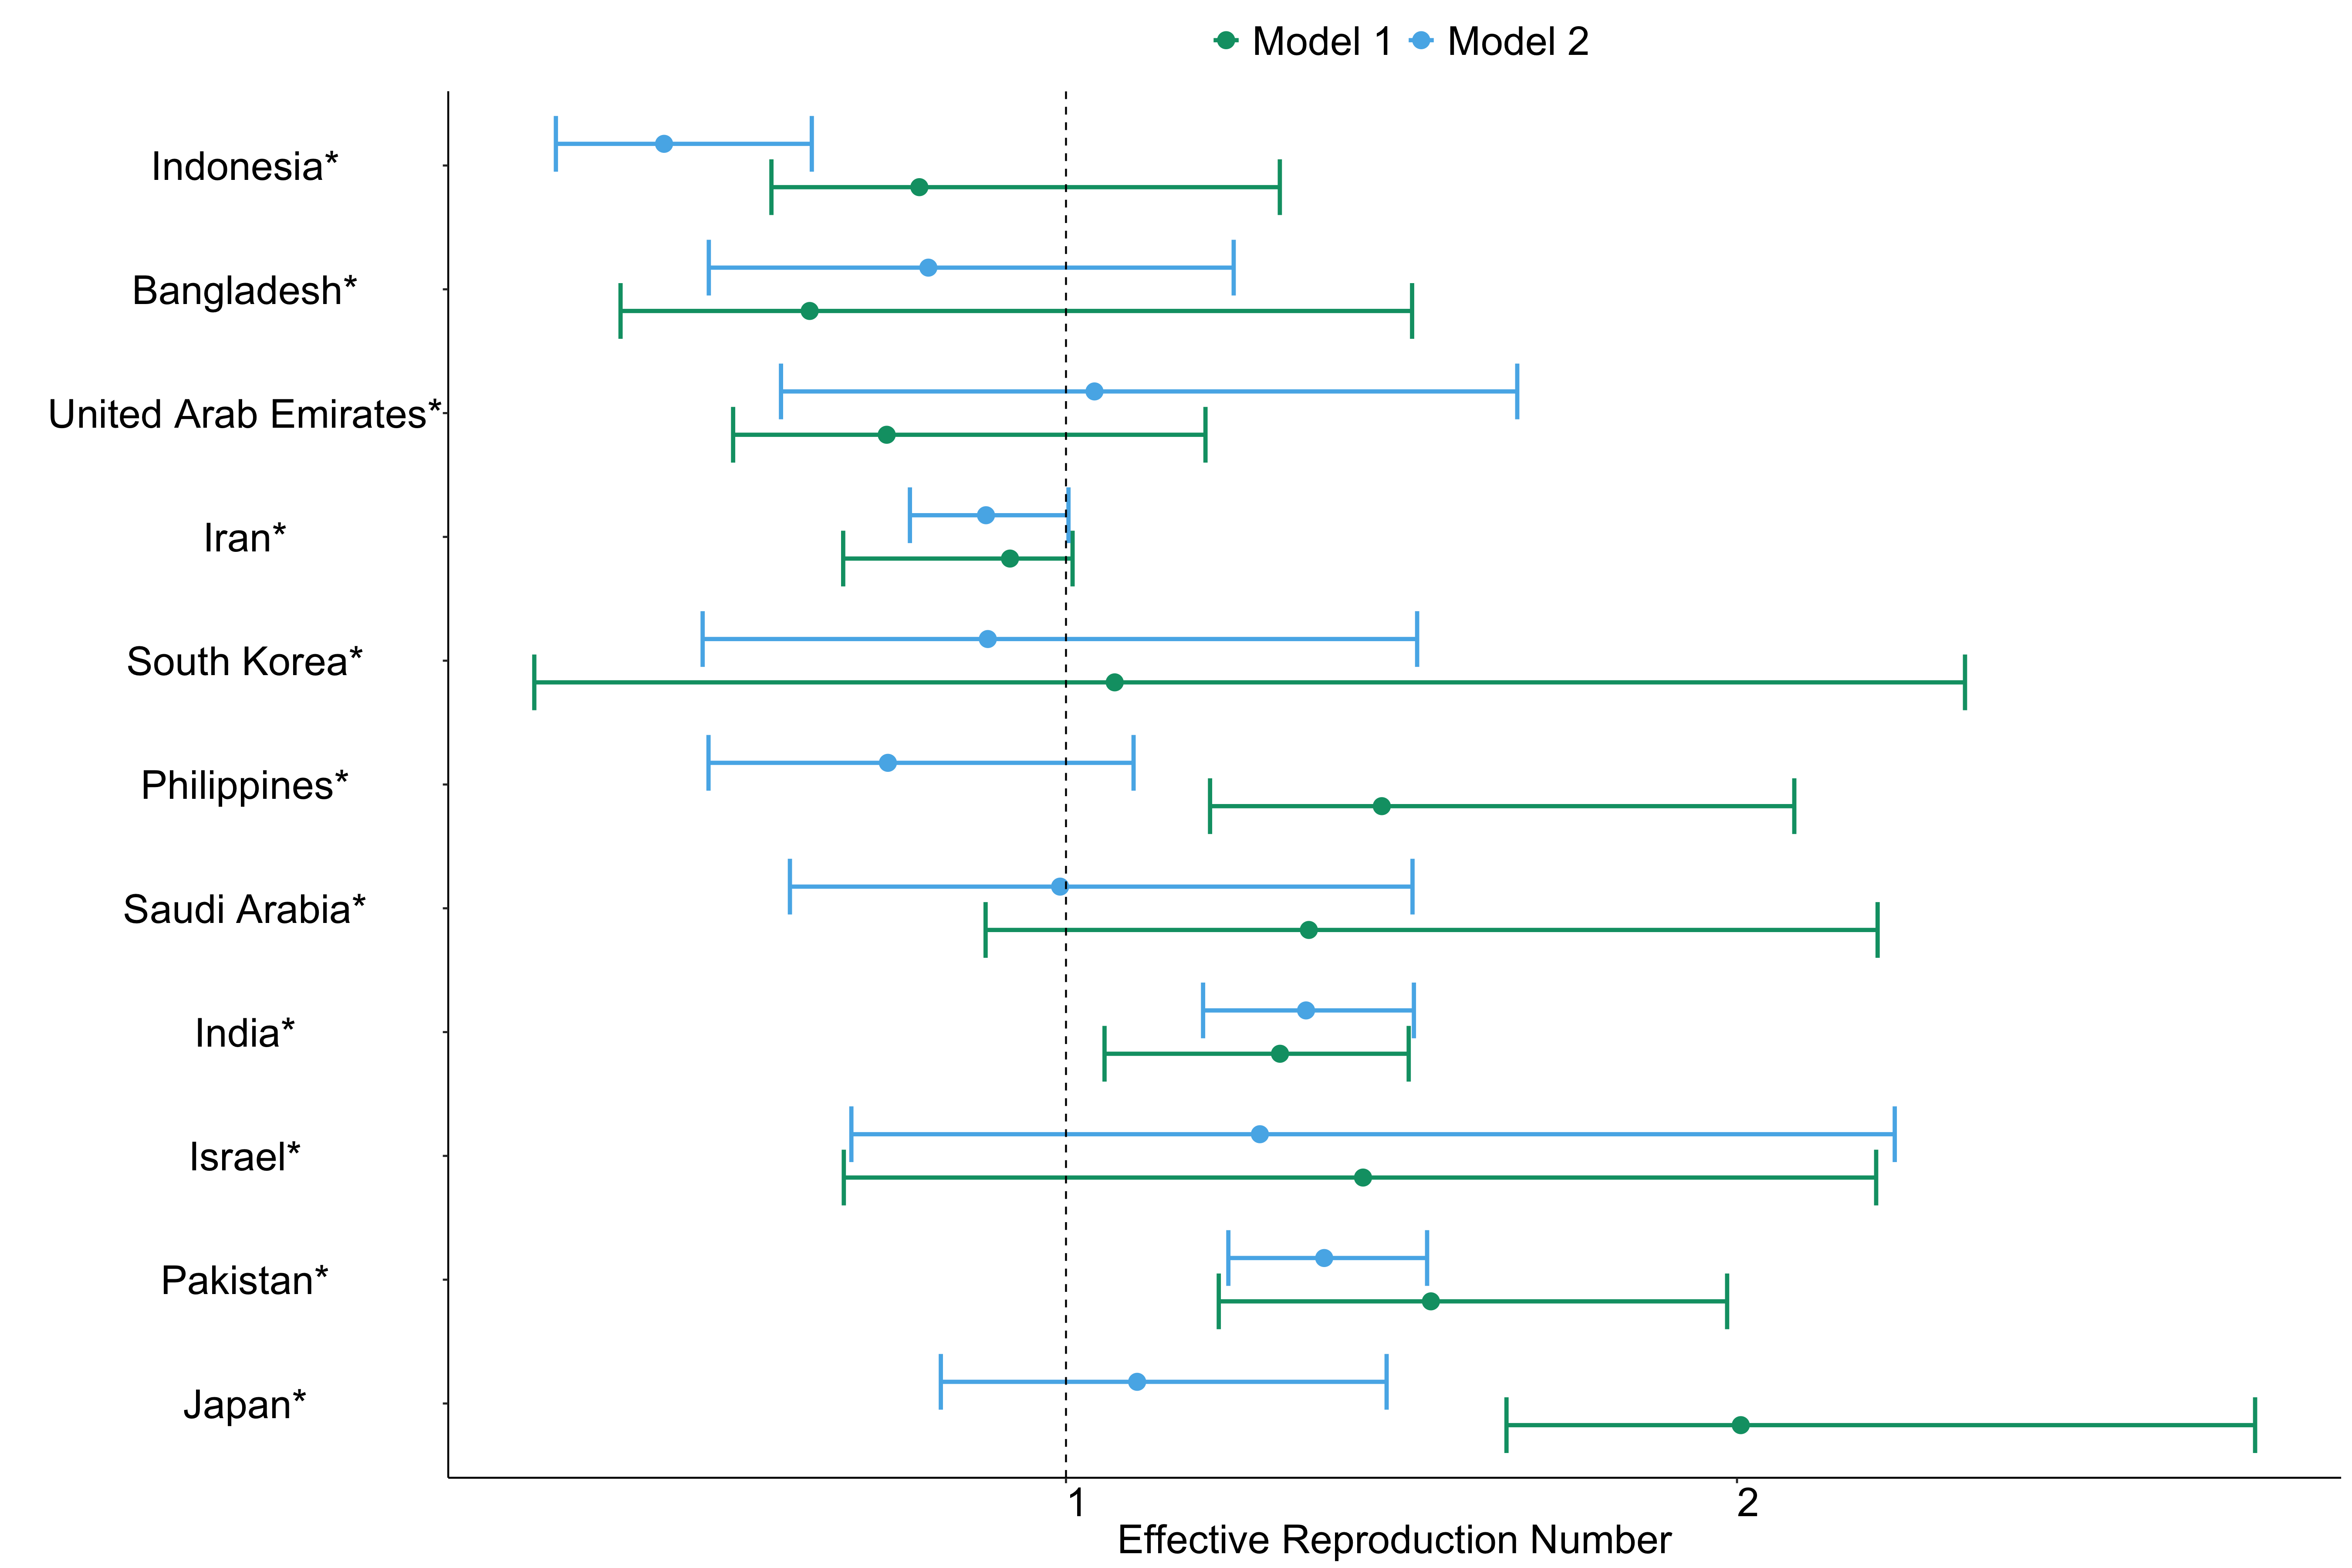 Model 1 Model 2
Indonesia*
Bangladesh*
United Arab Emirates*
Iran*
South Korea*
Philippines*
Saudi Arabia*
India*
Israel*
Pakistan*
Japan*
1 2
Effective Reproduction Number